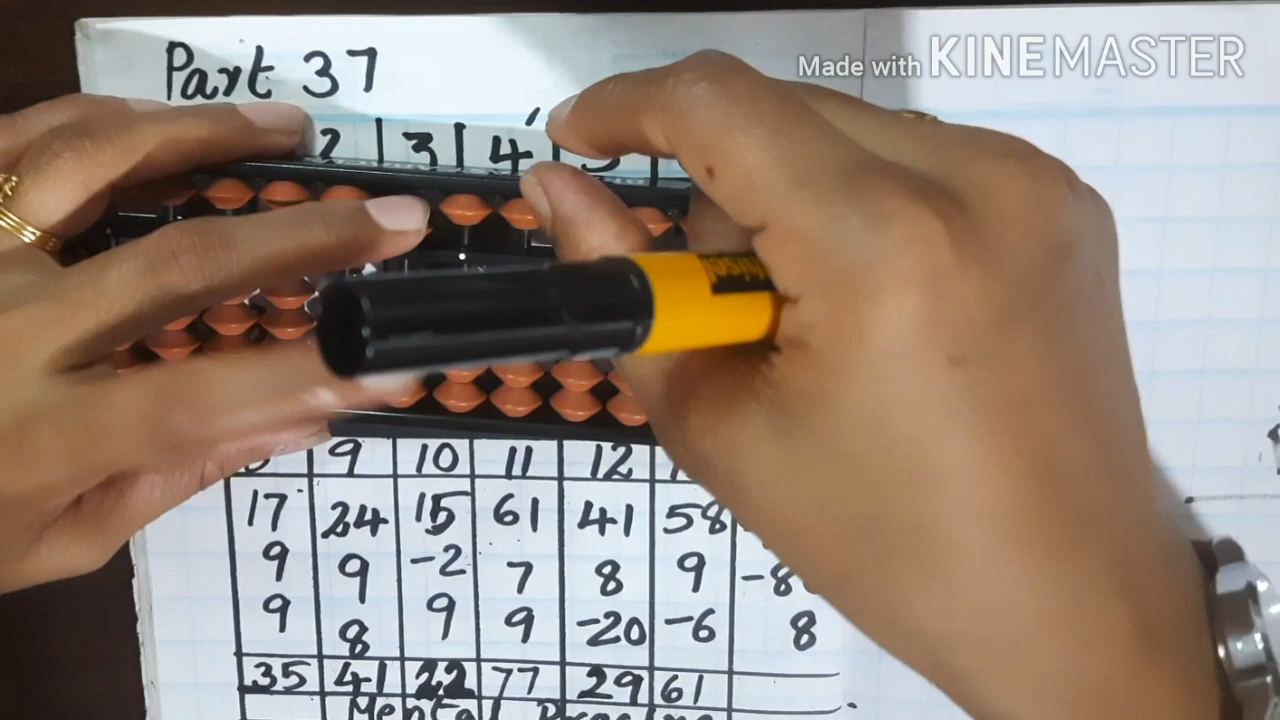 Part 37
Made with KINEMASTER
2 3 4
9 10 11 12
17 24 15 61 41 58
9 9 -2 7 8 9 -8
9 8 9 9 -20 -6 8
35 41 22 77 29 61